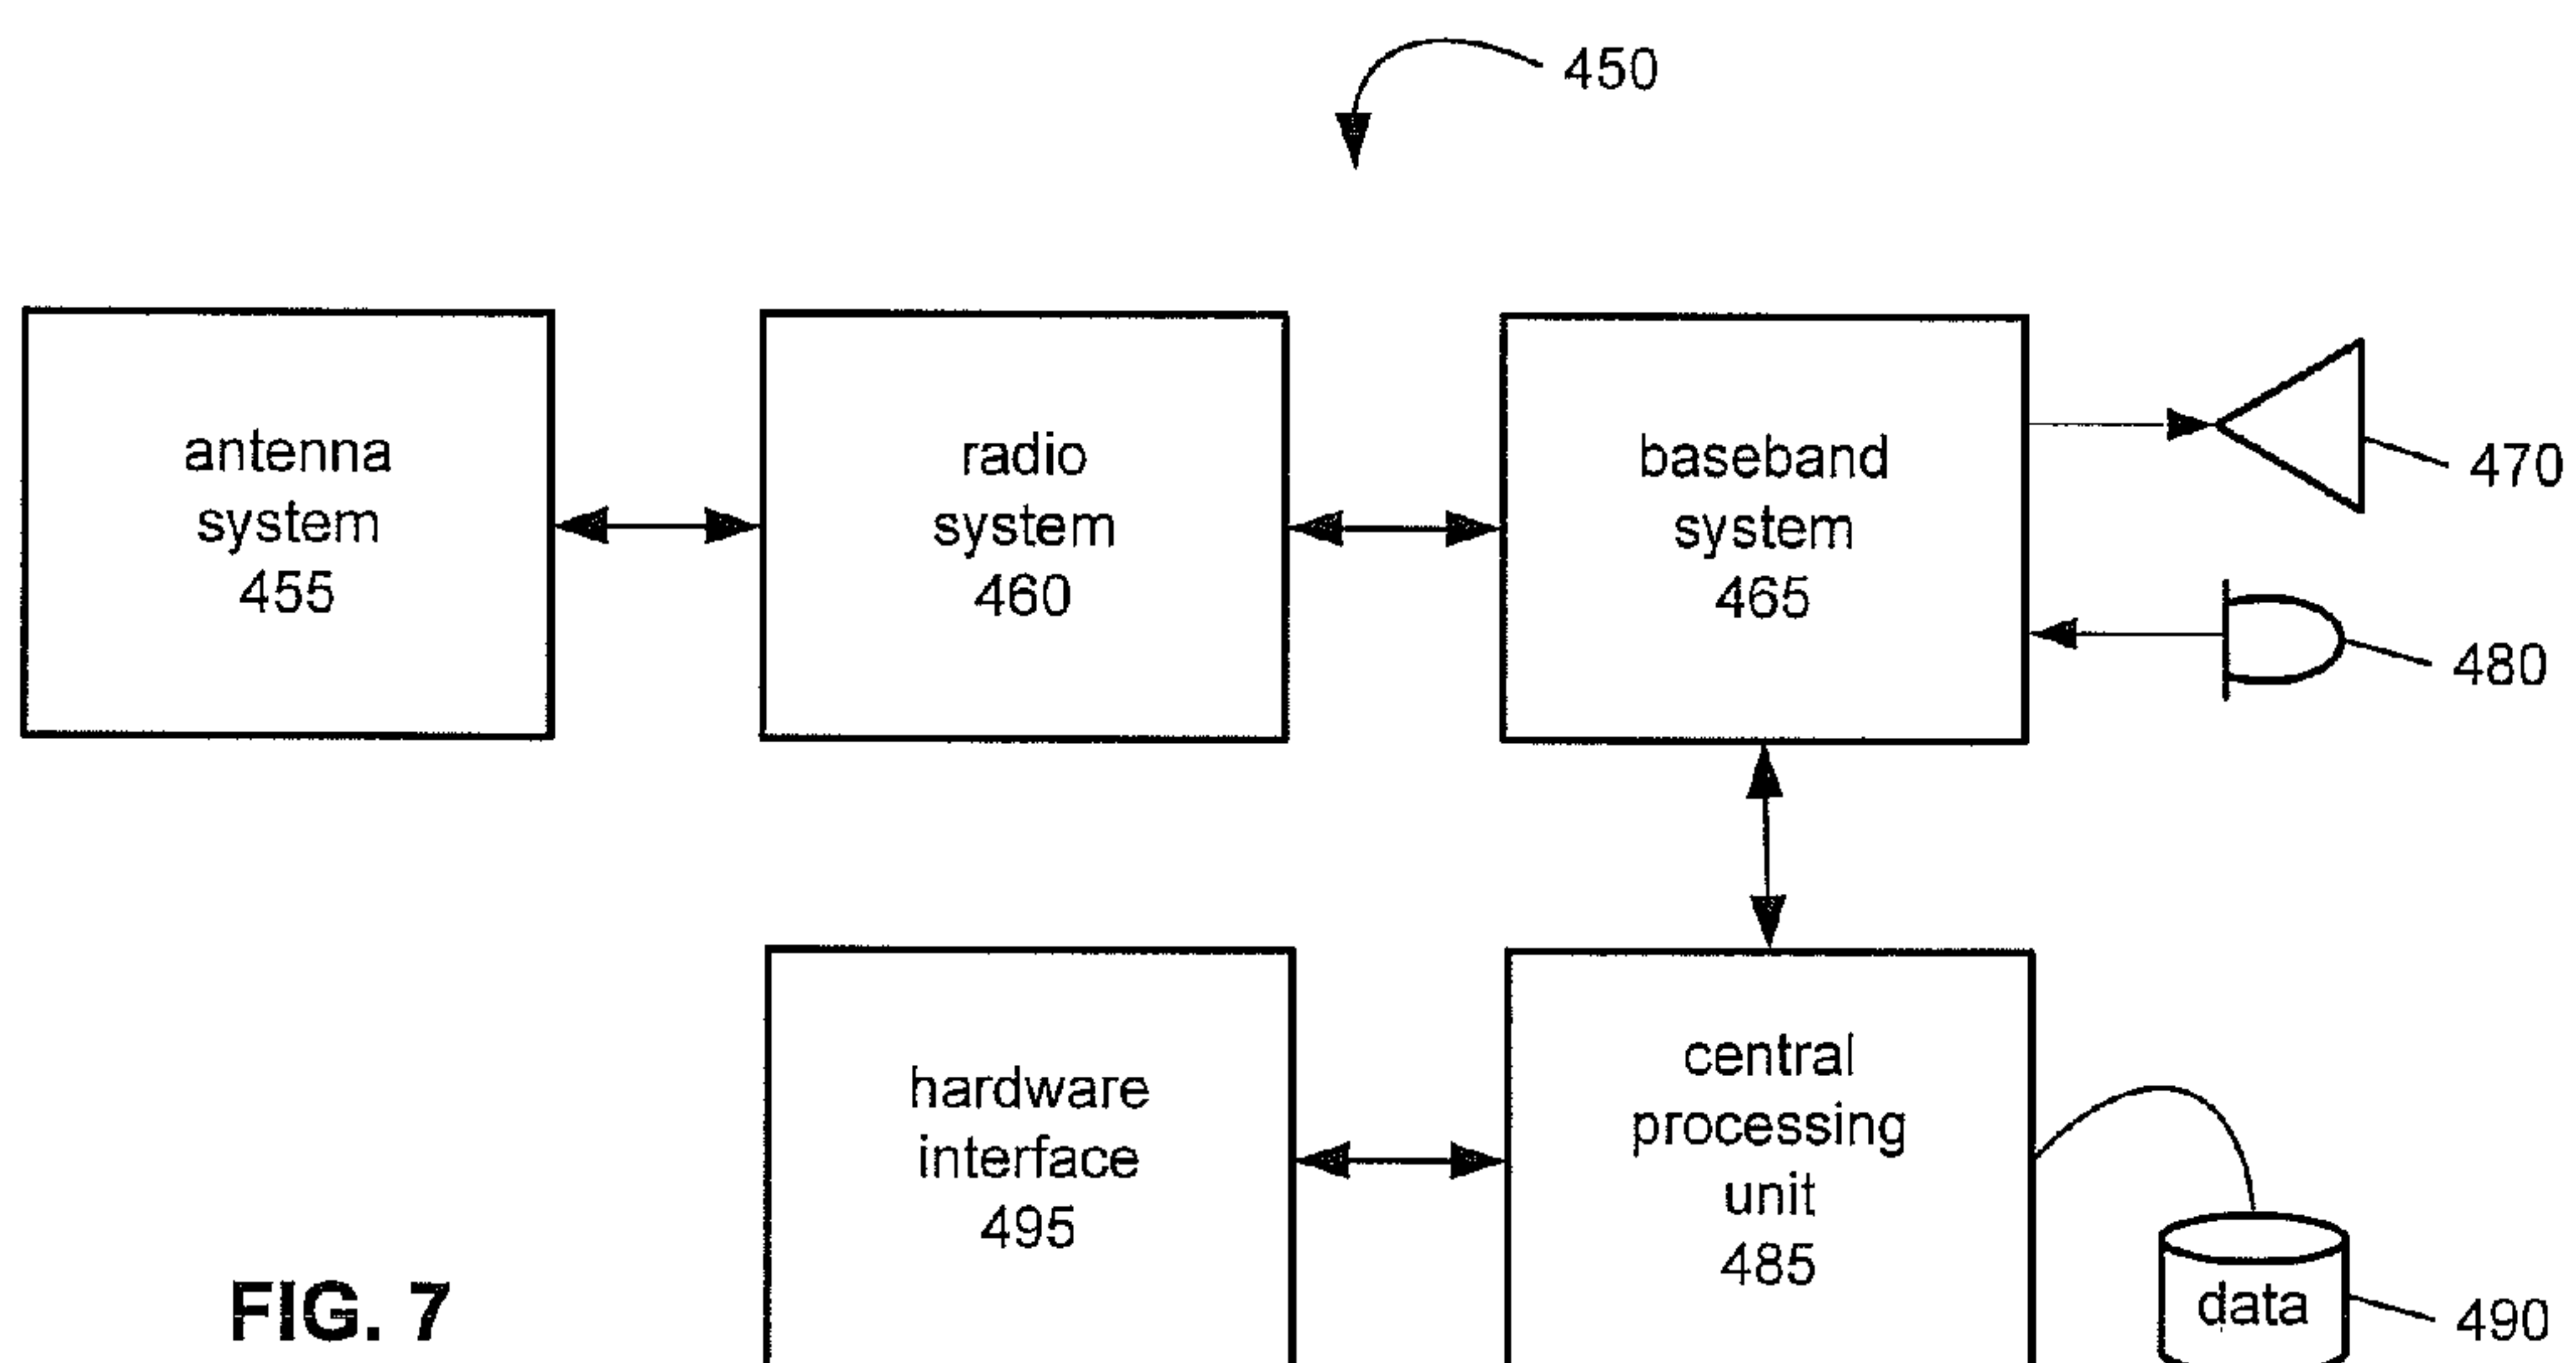 450
antenna
system
455
radio
system
460
baseband
system
465
470
480
hardware
interface
495
central
processing
unit
485
data
490
FIG. 7